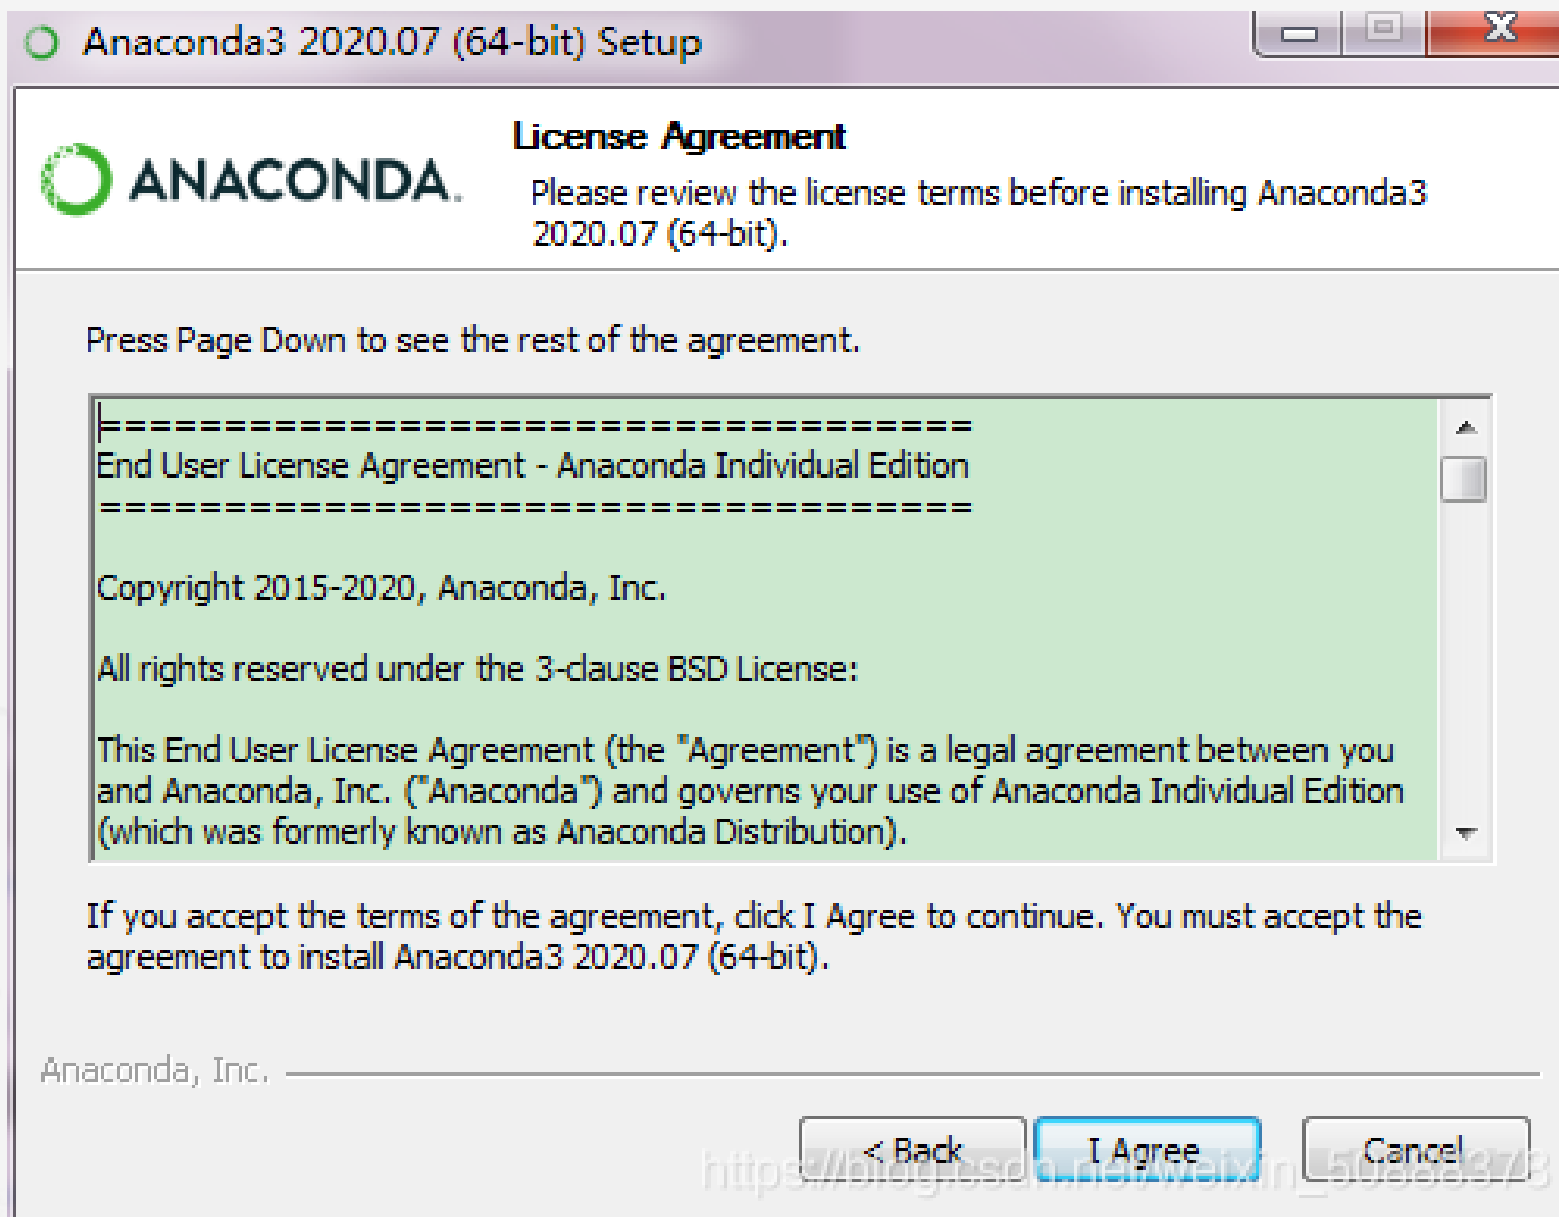 Anaconda3 2020.07 (64-bit) Setup
ANACONDA.
License Agreement
Please review the license terms before installing Anaconda3
2020.07 (64-bit).
Press Page Down to see the rest of the agreement.
===================================
End User License Agreement - Anaconda Individual Edition
===================================
Copyright 2015-2020, Anaconda, Inc.
All rights reserved under the 3-clause BSD License:
This End User License Agreement (the "Agreement") is a legal agreement between you
and Anaconda, Inc. ("Anaconda") and governs your use of Anaconda Individual Edition
(which was formerly known as Anaconda Distribution).
If you accept the terms of the agreement, click I Agree to continue. You must accept the
agreement to install Anaconda3 2020.07 (64-bit).
Anaconda, Inc.
< Back
I Agree
Cancel
https://blog.csdn.net/weixin_50888373